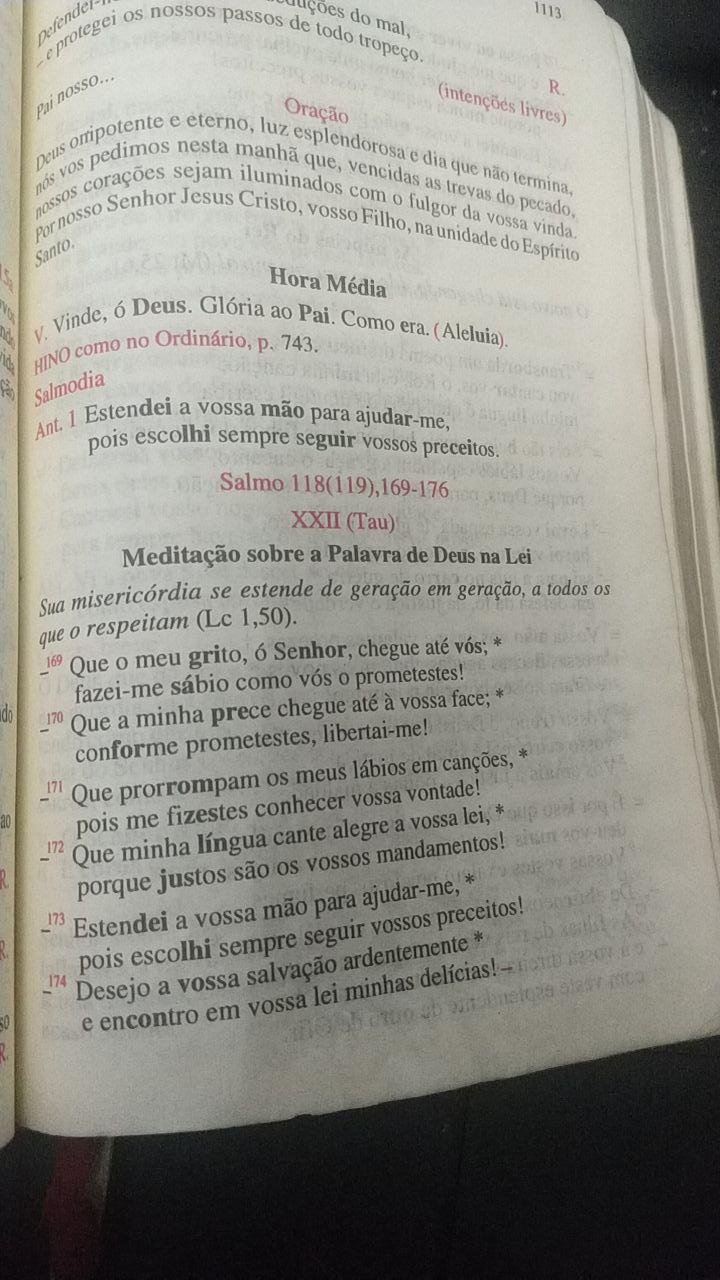 1113
do mal,
– e protegei os nossos passos de todo tropeço.
R.
Pai nosso...
(intenções livres)
Oração
Deus onipotente e eterno, luz esplendorosa e dia que não termina,
nós vos pedimos nesta manhã que, vencidas as trevas do pecado,
nossos corações sejam iluminados com o fulgor da vossa vinda.
Por nosso Senhor Jesus Cristo, vosso Filho, na unidade do Espírito
Santo.
Hora Média
V. Vinde, ó Deus. Glória ao Pai. Como era. (Aleluia).
HINO como no Ordinário, p. 743.
Salmodia
Ant. 1 Estendei a vossa mão para ajudar-me,
pois escolhi sempre seguir vossos preceitos.
Salmo 118(119),169-176
XXII (Tau)
Meditação sobre a Palavra de Deus na Lei
Sua misericórdia se estende de geração em geração, a todos os
que o respeitam (Lc 1,50).
–169 Que o meu grito, ó Senhor, chegue até vós; *
fazei-me sábio como vós o prometestes!
–170 Que a minha prece chegue até à vossa face; *
conforme prometestes, libertai-me!
–171 Que prorrompam os meus lábios em canções, *
pois me fizestes conhecer vossa vontade!
–172 Que minha língua cante alegre a vossa lei, *
porque justos são os vossos mandamentos!
–173 Estendei a vossa mão para ajudar-me, *
pois escolhi sempre seguir vossos preceitos!
–174 Desejo a vossa salvação ardentemente *
e encontro em vossa lei minhas delícias! –